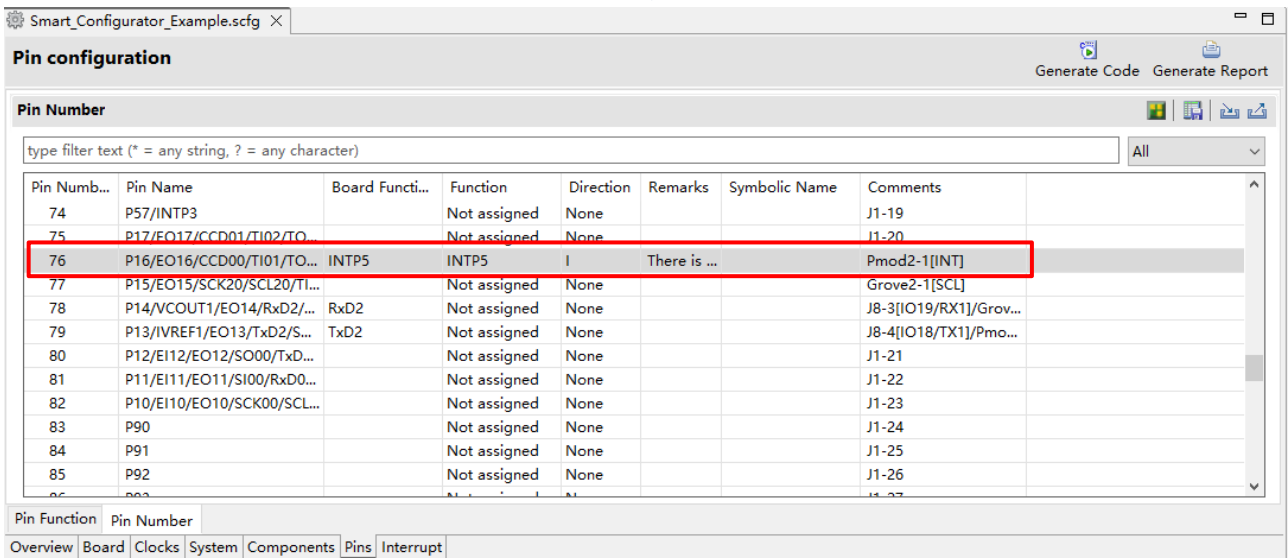 Smart_Configurator_Example.scfg
Pin configuration
Generate Code Generate Report
Pin Number
type filter text (* = any string, ? = any character) All
Pin Numb... Pin Name Board Functi... Function Direction Remarks Symbolic Name Comments
74 P57/INTP3 Not assigned None J1-19
75 P17/EO17/CCD01/TI02/TO... Not assigned None J1-20
76 P16/EO16/CCD00/TI01/TO... INTP5 INTP5 I There is ... Pmod2-1[INT]
77 P15/EO15/SCK20/SCL20/TI... Not assigned None Grove2-1[SCL]
78 P14/VCOUT1/EO14/RxD2/... RxD2 Not assigned None J8-3[IO19/RX1]/Grov...
79 P13/IVREF1/EO13/TxD2/S... TxD2 Not assigned None J8-4[IO18/TX1]/Pmo...
80 P12/EI12/EO12/SO00/TxD... Not assigned None J1-21
81 P11/EI11/EO11/SI00/RxD0... Not assigned None J1-22
82 P10/EI10/EO10/SCK00/SCL... Not assigned None J1-23
83 P90 Not assigned None J1-24
84 P91 Not assigned None J1-25
85 P92 Not assigned None J1-26
Pin Function Pin Number
Overview Board Clocks System Components Pins Interrupt